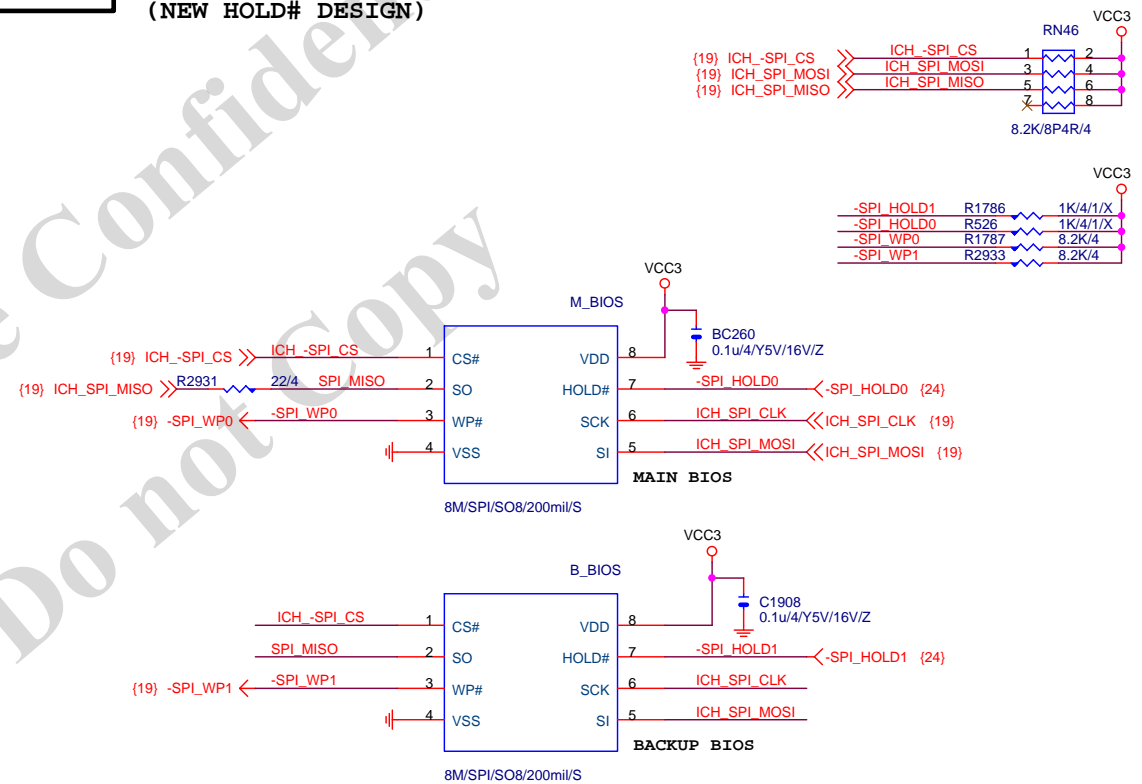 (NEW HOLD# DESIGN)
VCC3
RN46
{19} ICH_-SPI_CS ICH_-SPI_CS 1 2
{19} ICH_SPI_MOSI ICH_SPI_MOSI 3 4
{19} ICH_SPI_MISO ICH_SPI_MISO 5 6
7 8
8.2K/8P4R/4
VCC3
-SPI_HOLD1 R1786 1K/4/1/X
-SPI_HOLD0 R526 1K/4/1/X
-SPI_WP0 R1787 8.2K/4
-SPI_WP1 R2933 8.2K/4
VCC3
M_BIOS
BC260
0.1u/4/Y5V/16V/Z
{19} ICH_-SPI_CS ICH_-SPI_CS 1 CS# VDD 8
{19} ICH_SPI_MISO R2931 22/4 SPI_MISO 2 SO HOLD# 7 -SPI_HOLD0 -SPI_HOLD0 {24}
{19} -SPI_WP0 -SPI_WP0 3 WP# SCK 6 ICH_SPI_CLK ICH_SPI_CLK {19}
4 VSS SI 5 ICH_SPI_MOSI ICH_SPI_MOSI {19}
MAIN BIOS
8M/SPI/SO8/200mil/S
VCC3
B_BIOS
C1908
0.1u/4/Y5V/16V/Z
ICH_-SPI_CS 1 CS# VDD 8
SPI_MISO 2 SO HOLD# 7 -SPI_HOLD1 -SPI_HOLD1 {24}
{19} -SPI_WP1 -SPI_WP1 3 WP# SCK 6 ICH_SPI_CLK
4 VSS SI 5 ICH_SPI_MOSI
BACKUP BIOS
8M/SPI/SO8/200mil/S
Do not Copy